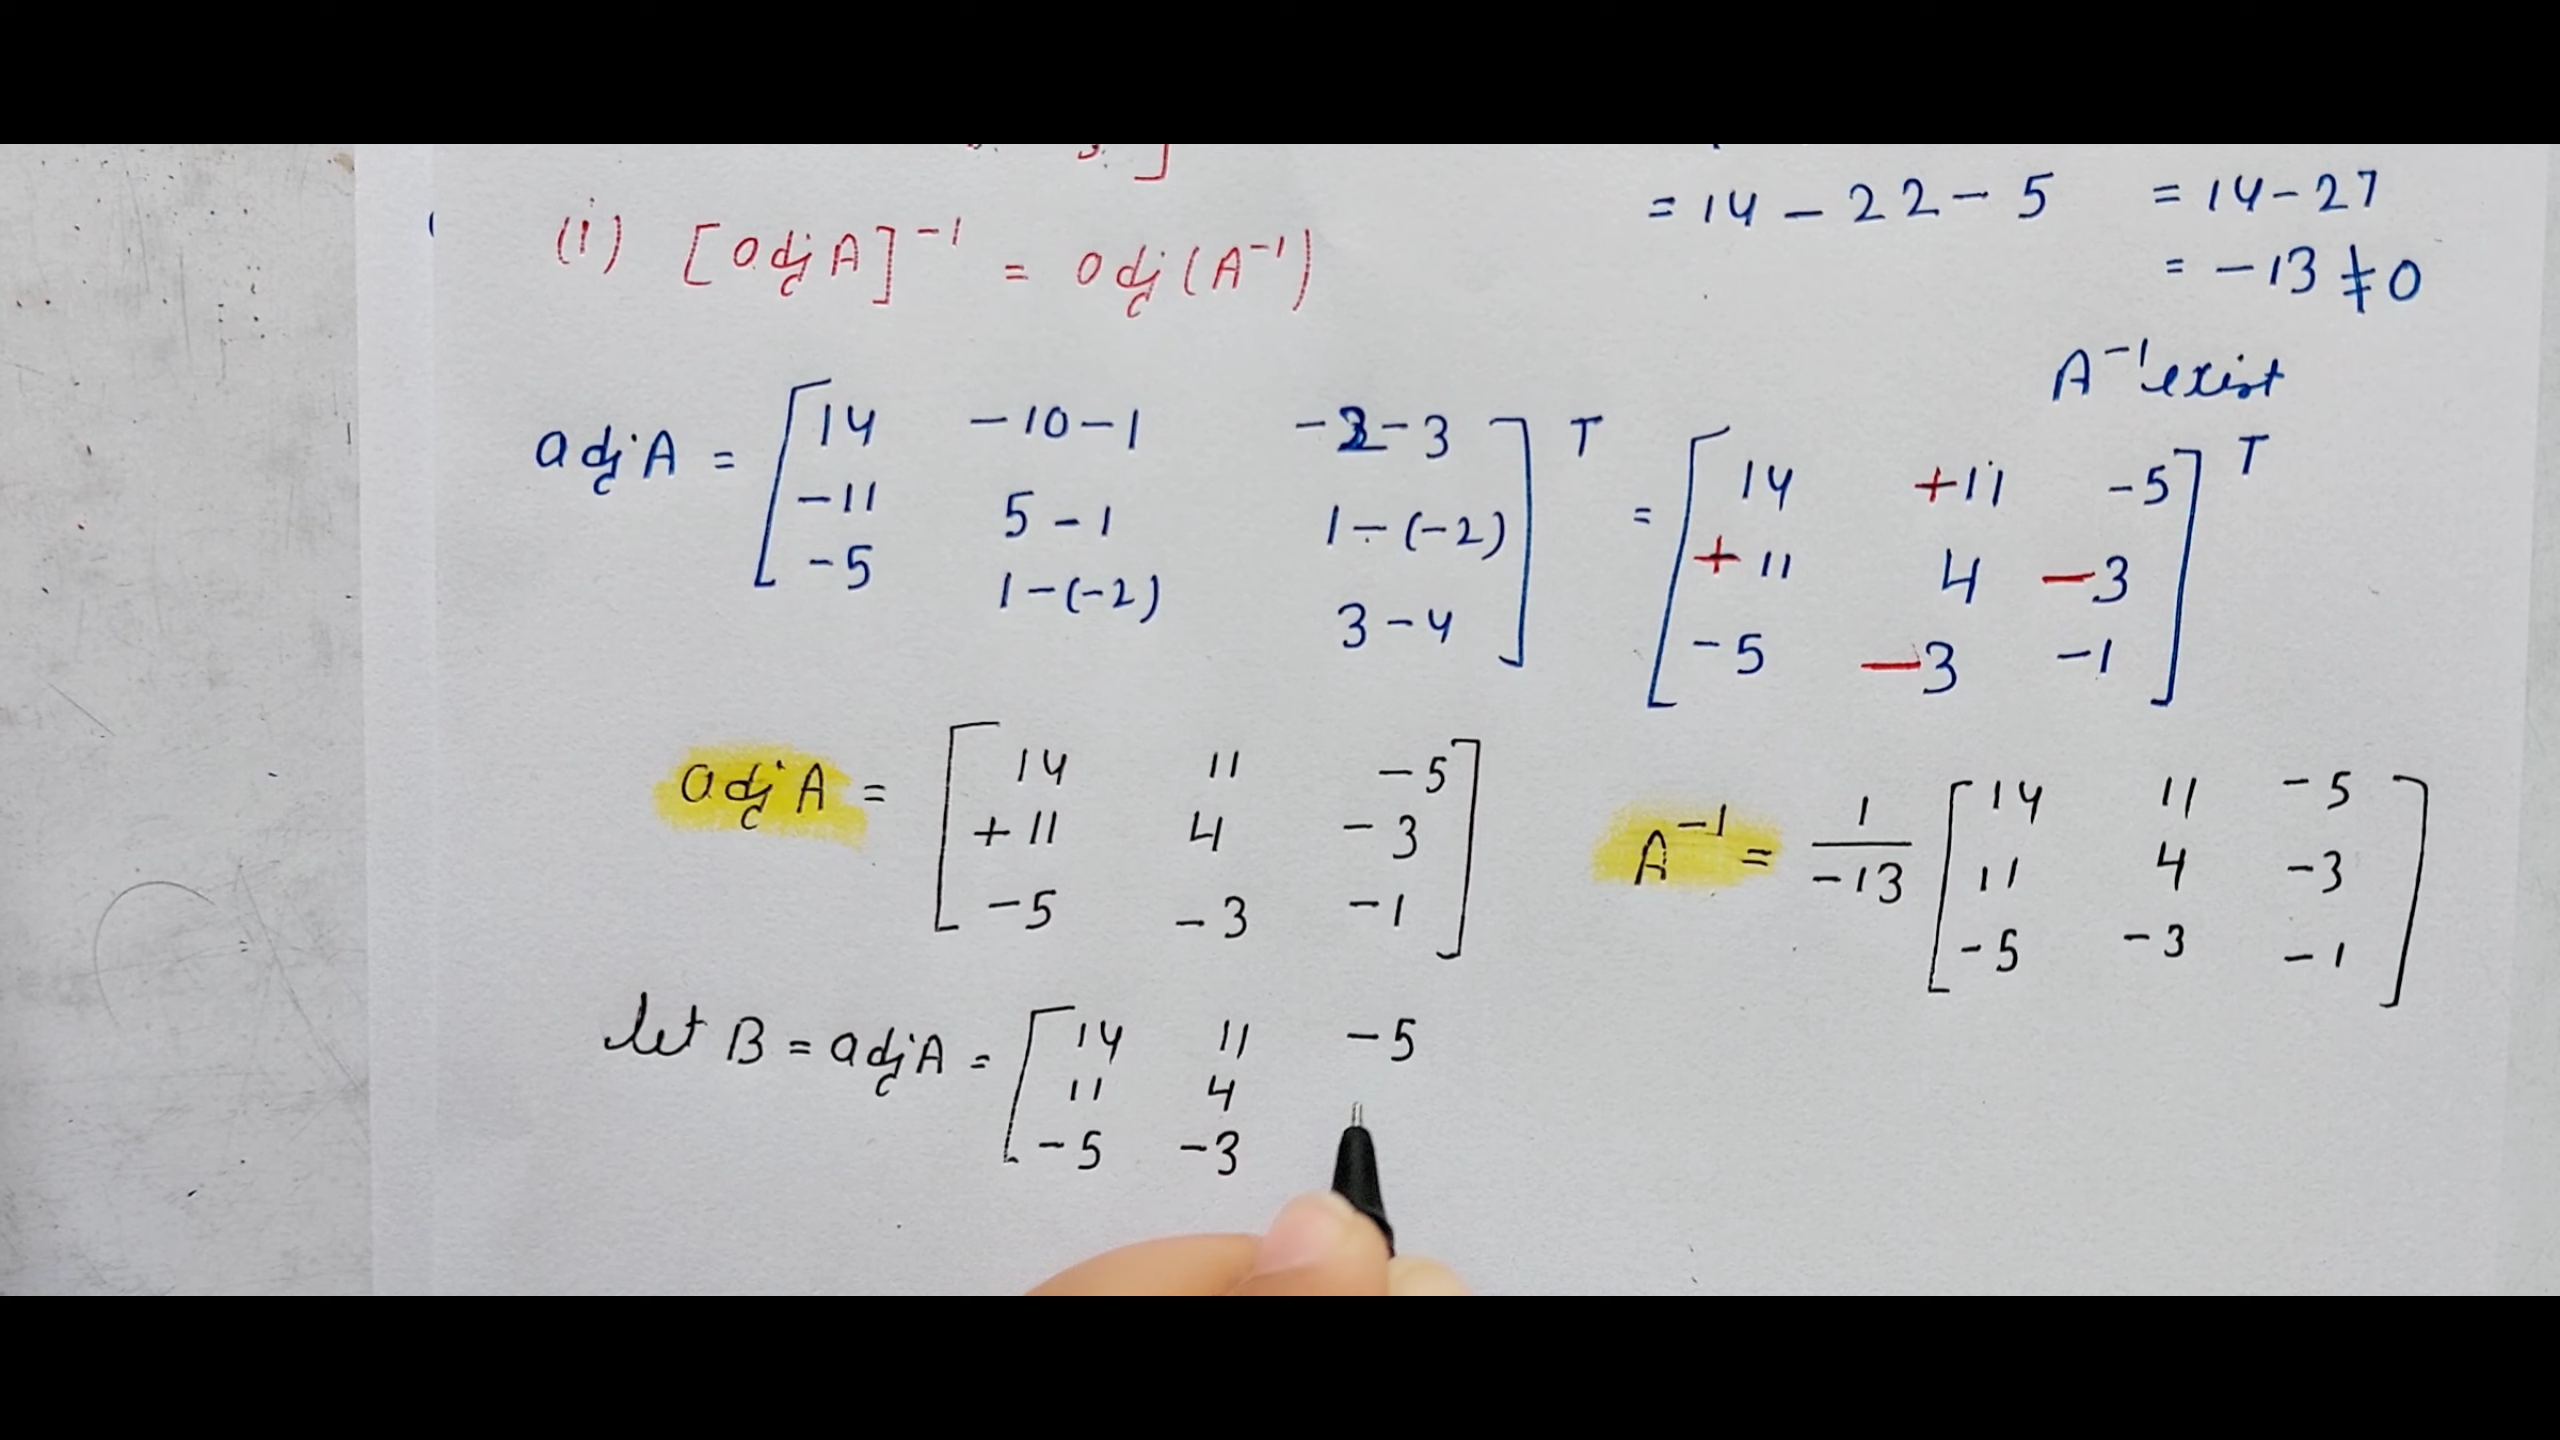 = 14 - 22 - 5 = 14 - 27
= -13 ≠ 0
(i) [adj A]⁻¹ = adj(A⁻¹)
A⁻¹ exist
adj A = [14 -10-1 -2-3]ᵀ = [14 +11 -5]ᵀ
-11 5-1 1-(-2) +11 4 -3
-5 1-(-2) 3-4 -5 -3 -1
adj A = [14 11 -5] A⁻¹ = 1/-13 [14 11 -5]
+11 4 -3 11 4 -3
-5 -3 -1 -5 -3 -1
let B = adj A = [14 11 -5
11 4
-5 -3